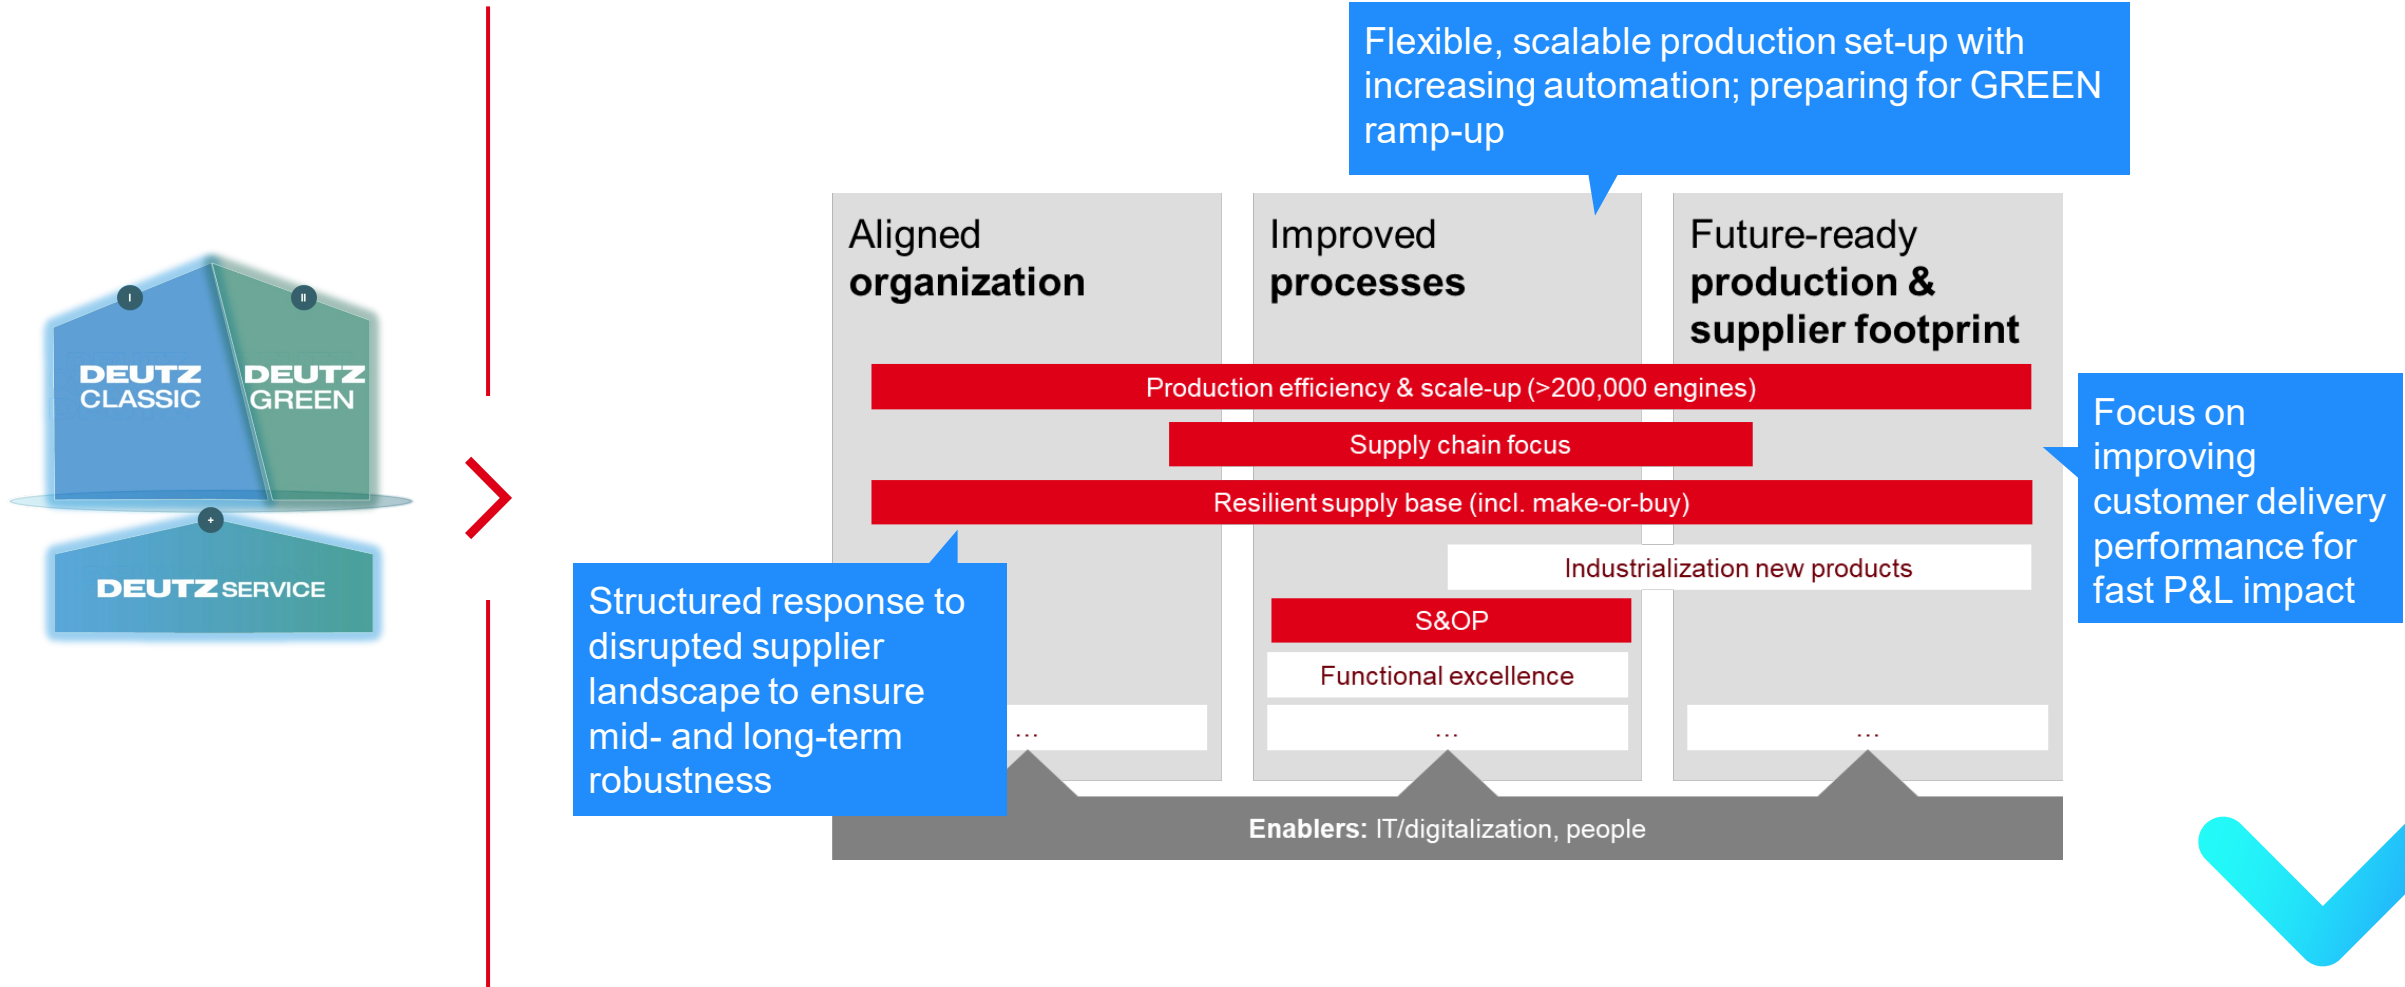 Flexible, scalable production set-up with
increasing automation; preparing for GREEN
ramp-up
I
II
DEUTZ
CLASSIC
DEUTZ
GREEN
+
DEUTZ SERVICE
Aligned
organization
Improved
processes
Future-ready
production &
supplier footprint
Production efficiency & scale-up (>200,000 engines)
Supply chain focus
Resilient supply base (incl. make-or-buy)
Industrialization new products
S&OP
Functional excellence
...
...
...
Enablers: IT/digitalization, people
Focus on
improving
customer delivery
performance for
fast P&L impact
Structured response to
disrupted supplier
landscape to ensure
mid- and long-term
robustness